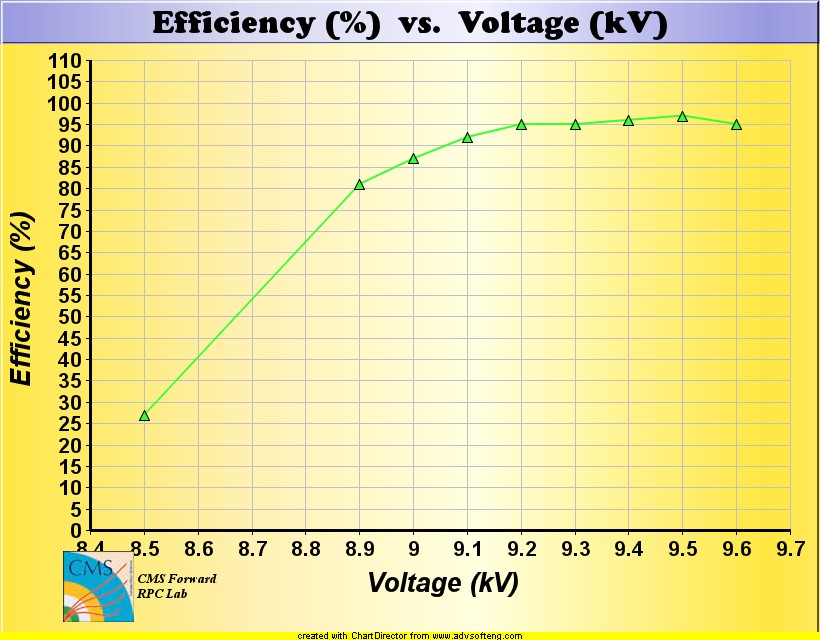 Efficiency (%) vs. Voltage (kV)
110
105
100
95
90
85
80
75
70
65
60
55
50
45
40
35
30
25
20
15
10
5
0
Efficiency (%)
8.4 8.5 8.6 8.7 8.8 8.9 9 9.1 9.2 9.3 9.4 9.5 9.6 9.7
Voltage (kV)
CMS
CMS Forward
RPC Lab
created with ChartDirector from www.advsofteng.com